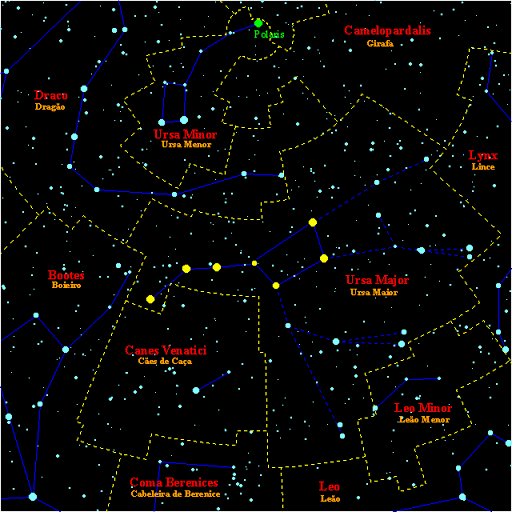 Polaris
Camelopardalis
Girafa
Draco
Dragão
Ursa Minor
Ursa Menor
Lynx
Lince
Bootes
Boieiro
Ursa Major
Ursa Maior
Canes Venatici
Cães de Caça
Leo Minor
Leão Menor
Coma Berenices
Cabeleira de Berenice
Leo
Leão